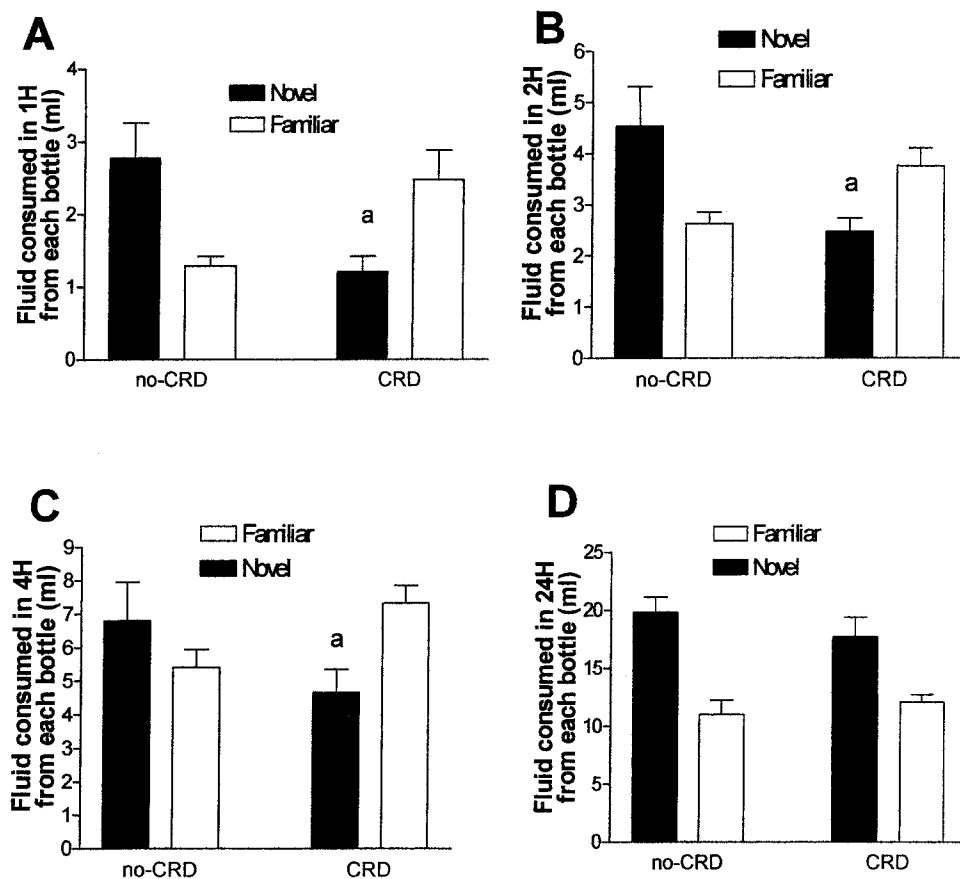 A
Fluid consumed in 1H
from each bottle (ml)
4
3
2
1
0
Novel
Familiar
a
no-CRD CRD
B
Fluid consumed in 2H
from each bottle (ml)
6
5
4
3
2
1
0
Novel
Familiar
a
no-CRD CRD
C
Fluid consumed in 4H
from each bottle (ml)
9
8
7
6
5
4
3
2
1
0
Familiar
Novel
a
no-CRD CRD
D
Fluid consumed in 24H
from each bottle (ml)
25
20
15
10
5
0
Familiar
Novel
no-CRD CRD